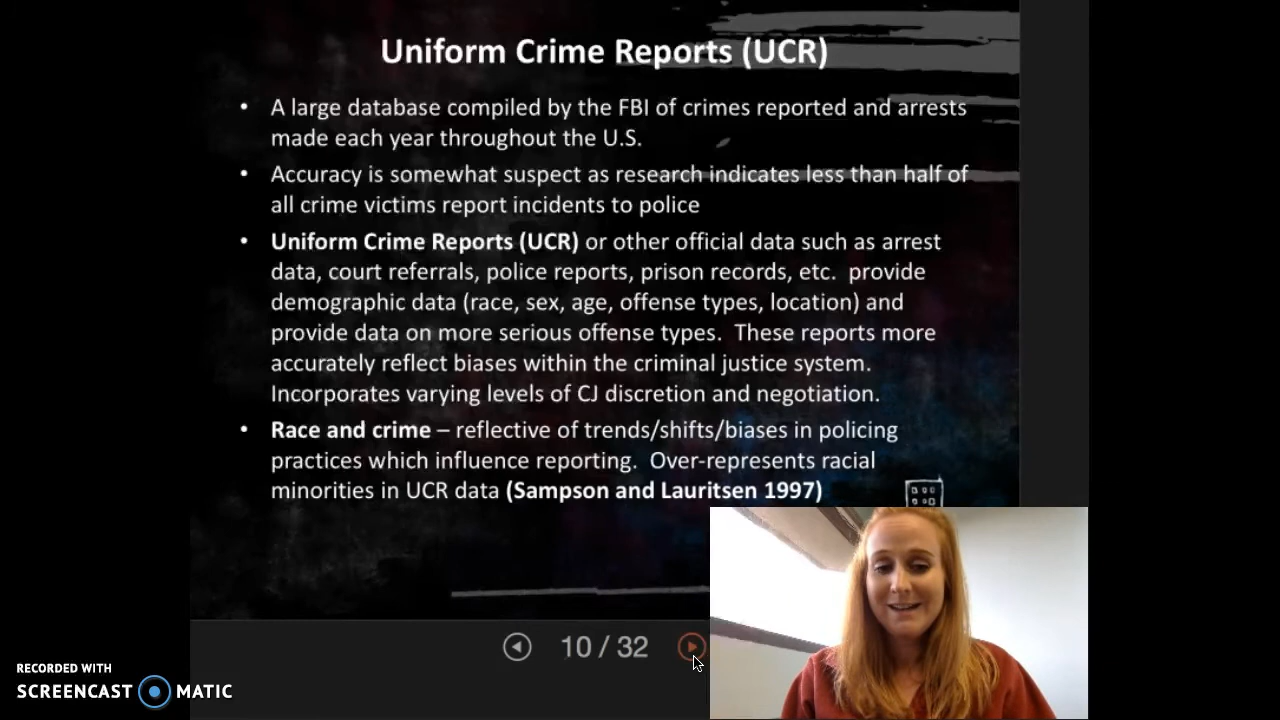 Uniform Crime Reports (UCR)
• A large database compiled by the FBI of crimes reported and arrests
made each year throughout the U.S.
• Accuracy is somewhat suspect as research indicates less than half of
all crime victims report incidents to police
• Uniform Crime Reports (UCR) or other official data such as arrest
data, court referrals, police reports, prison records, etc.  provide
demographic data (race, sex, age, offense types, location) and
provide data on more serious offense types.  These reports more
accurately reflect biases within the criminal justice system.
Incorporates varying levels of CJ discretion and negotiation.
• Race and crime – reflective of trends/shifts/biases in policing
practices which influence reporting.  Over-represents racial
minorities in UCR data (Sampson and Lauritsen 1997)
10 / 32
RECORDED WITH
SCREENCAST MATIC